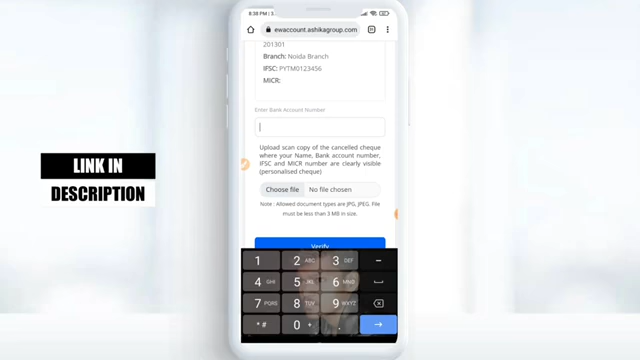 8:38 PM | 3.
ewaccount.ashikagroup.com
201301
Branch: Noida Branch
IFSC: PYTM0123456
MICR:
Enter Bank Account Number
Upload scan copy of the cancelled cheque
where your Name, Bank account number,
IFSC and MICR number are clearly visible
(personalised cheque)
Choose file No file chosen
Note : Allowed document types are JPG, JPEG. File
must be less than 3 MB in size.
Verify
LINK IN
DESCRIPTION
1 2 ABC 3 DEF -
4 GHI 5 JKL 6 MNO
7 PQRS 8 TUV 9 WXYZ
* # 0 + .